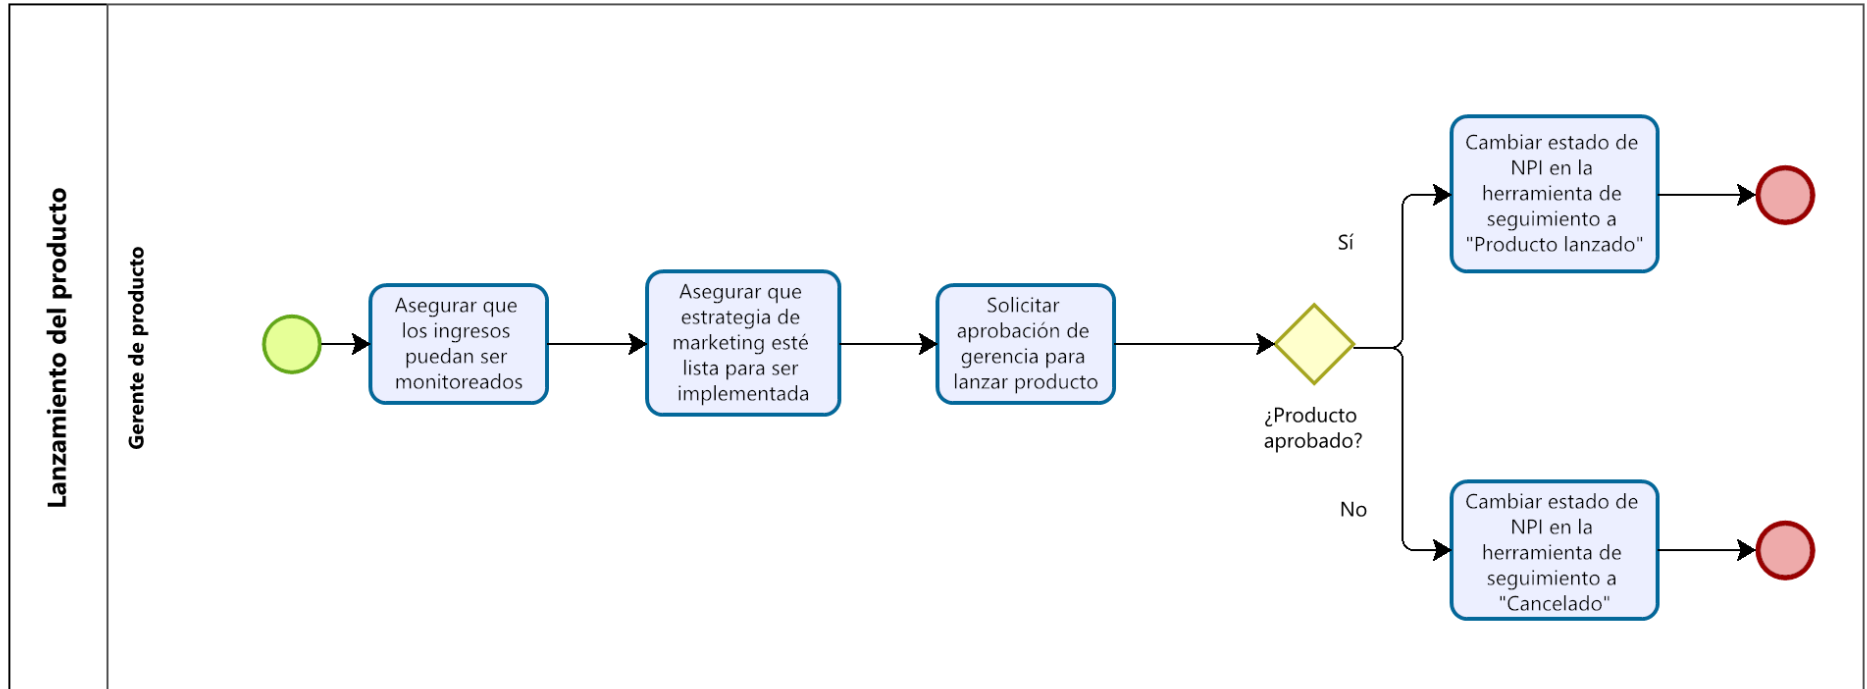 Lanzamiento del producto
Gerente de producto
Asegurar que
los ingresos
puedan ser
monitoreados
Asegurar que
estrategia de
marketing esté
lista para ser
implementada
Solicitar
aprobación de
gerencia para
lanzar producto
¿Producto
aprobado?
Sí
Cambiar estado de
NPI en la
herramienta de
seguimiento a
"Producto lanzado"
No
Cambiar estado de
NPI en la
herramienta de
seguimiento a
"Cancelado"